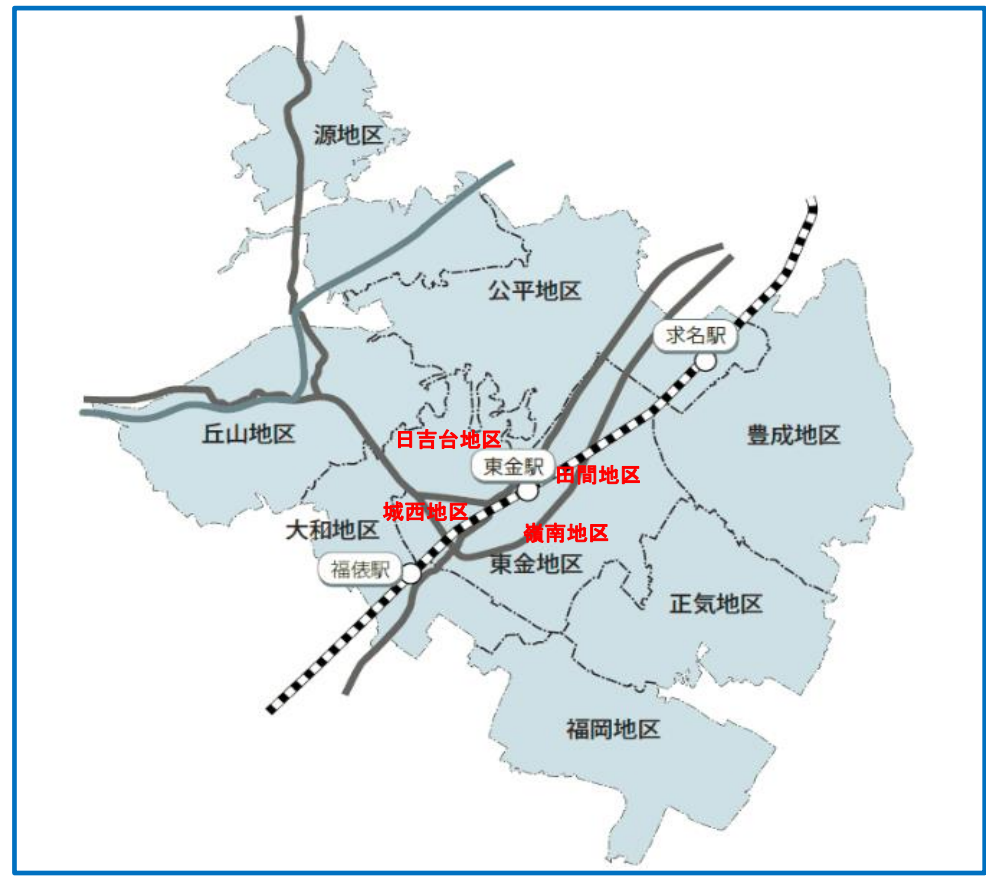 源地区
公平地区
求名駅
丘山地区
日吉台地区
豊成地区
東金駅
田間地区
城西地区
大和地区
嶺南地区
東金地区
福俵駅
正気地区
福岡地区